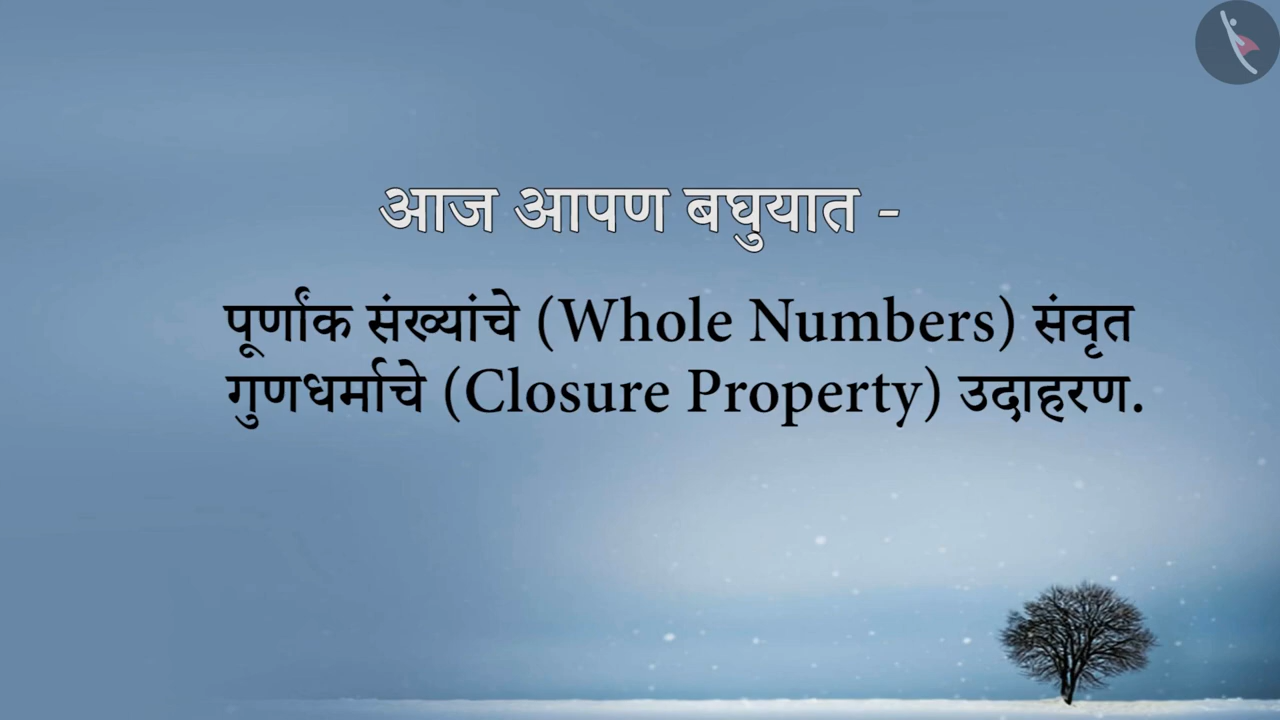 आज आपण बघुयात -
पूर्णांक संख्यांचे (Whole Numbers) संवृत
गुणधर्माचे (Closure Property) उदाहरण.